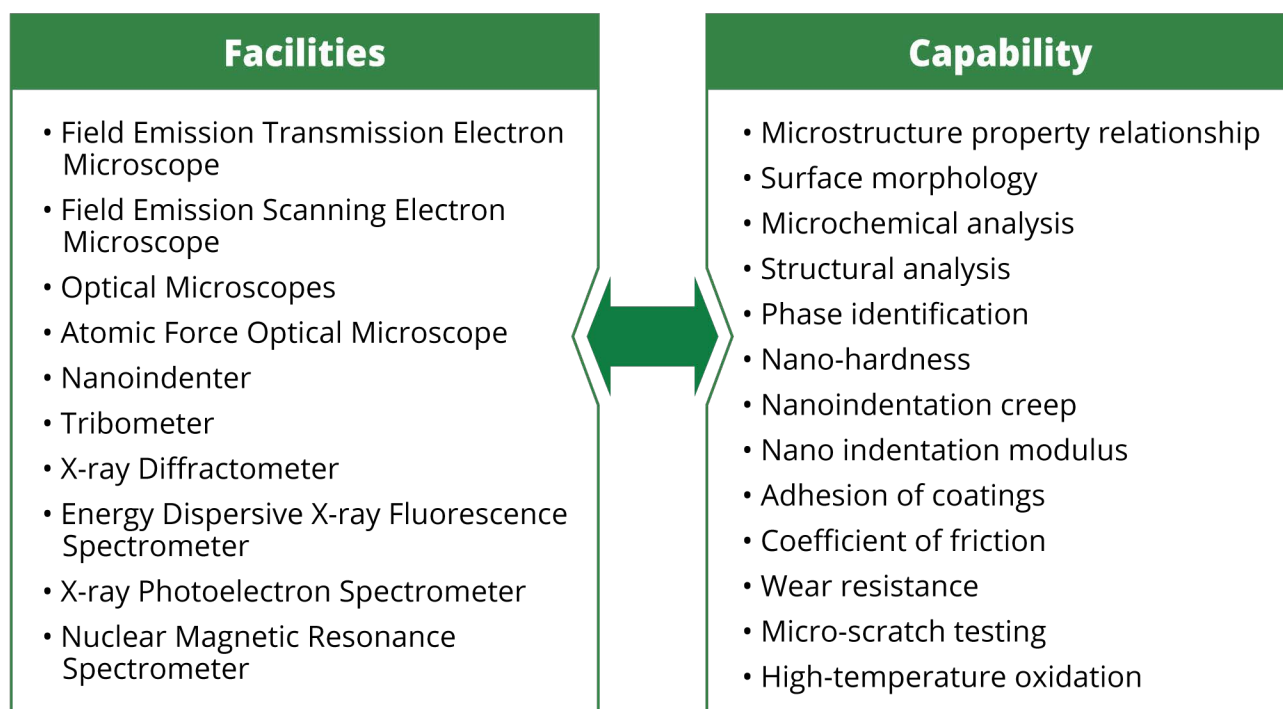 Facilities
• Field Emission Transmission Electron
Microscope
• Field Emission Scanning Electron
Microscope
• Optical Microscopes
• Atomic Force Optical Microscope
• Nanoindenter
• Tribometer
• X-ray Diffractometer
• Energy Dispersive X-ray Fluorescence
Spectrometer
• X-ray Photoelectron Spectrometer
• Nuclear Magnetic Resonance
Spectrometer
Capability
• Microstructure property relationship
• Surface morphology
• Microchemical analysis
• Structural analysis
• Phase identification
• Nano-hardness
• Nanoindentation creep
• Nano indentation modulus
• Adhesion of coatings
• Coefficient of friction
• Wear resistance
• Micro-scratch testing
• High-temperature oxidation